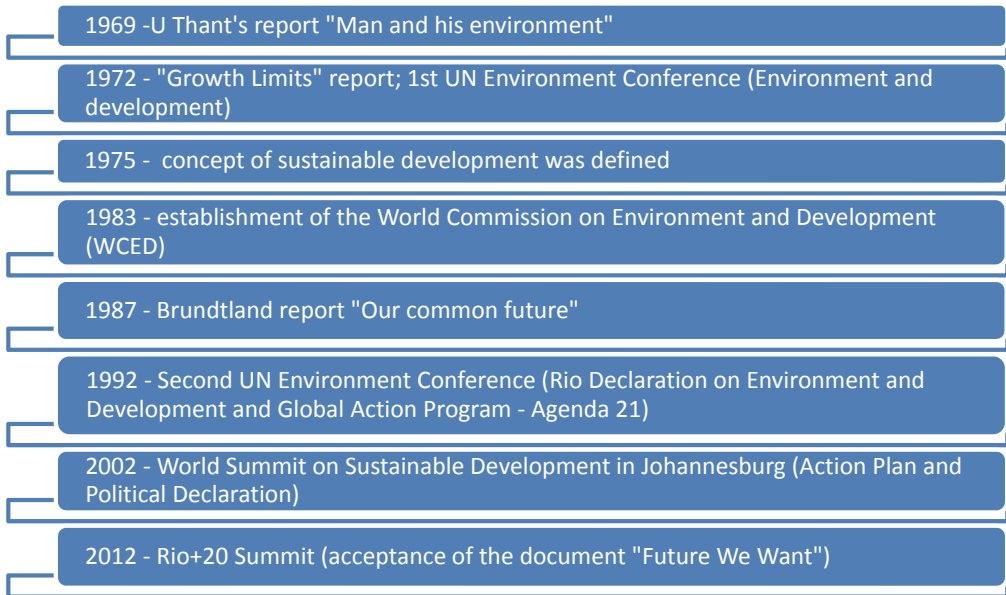 1969 -U Thant's report "Man and his environment"
1972 - "Growth Limits" report; 1st UN Environment Conference (Environment and
development)
1975 -  concept of sustainable development was defined
1983 - establishment of the World Commission on Environment and Development
(WCED)
1987 - Brundtland report "Our common future"
1992 - Second UN Environment Conference (Rio Declaration on Environment and
Development and Global Action Program - Agenda 21)
2002 - World Summit on Sustainable Development in Johannesburg (Action Plan and
Political Declaration)
2012 - Rio+20 Summit (acceptance of the document "Future We Want")